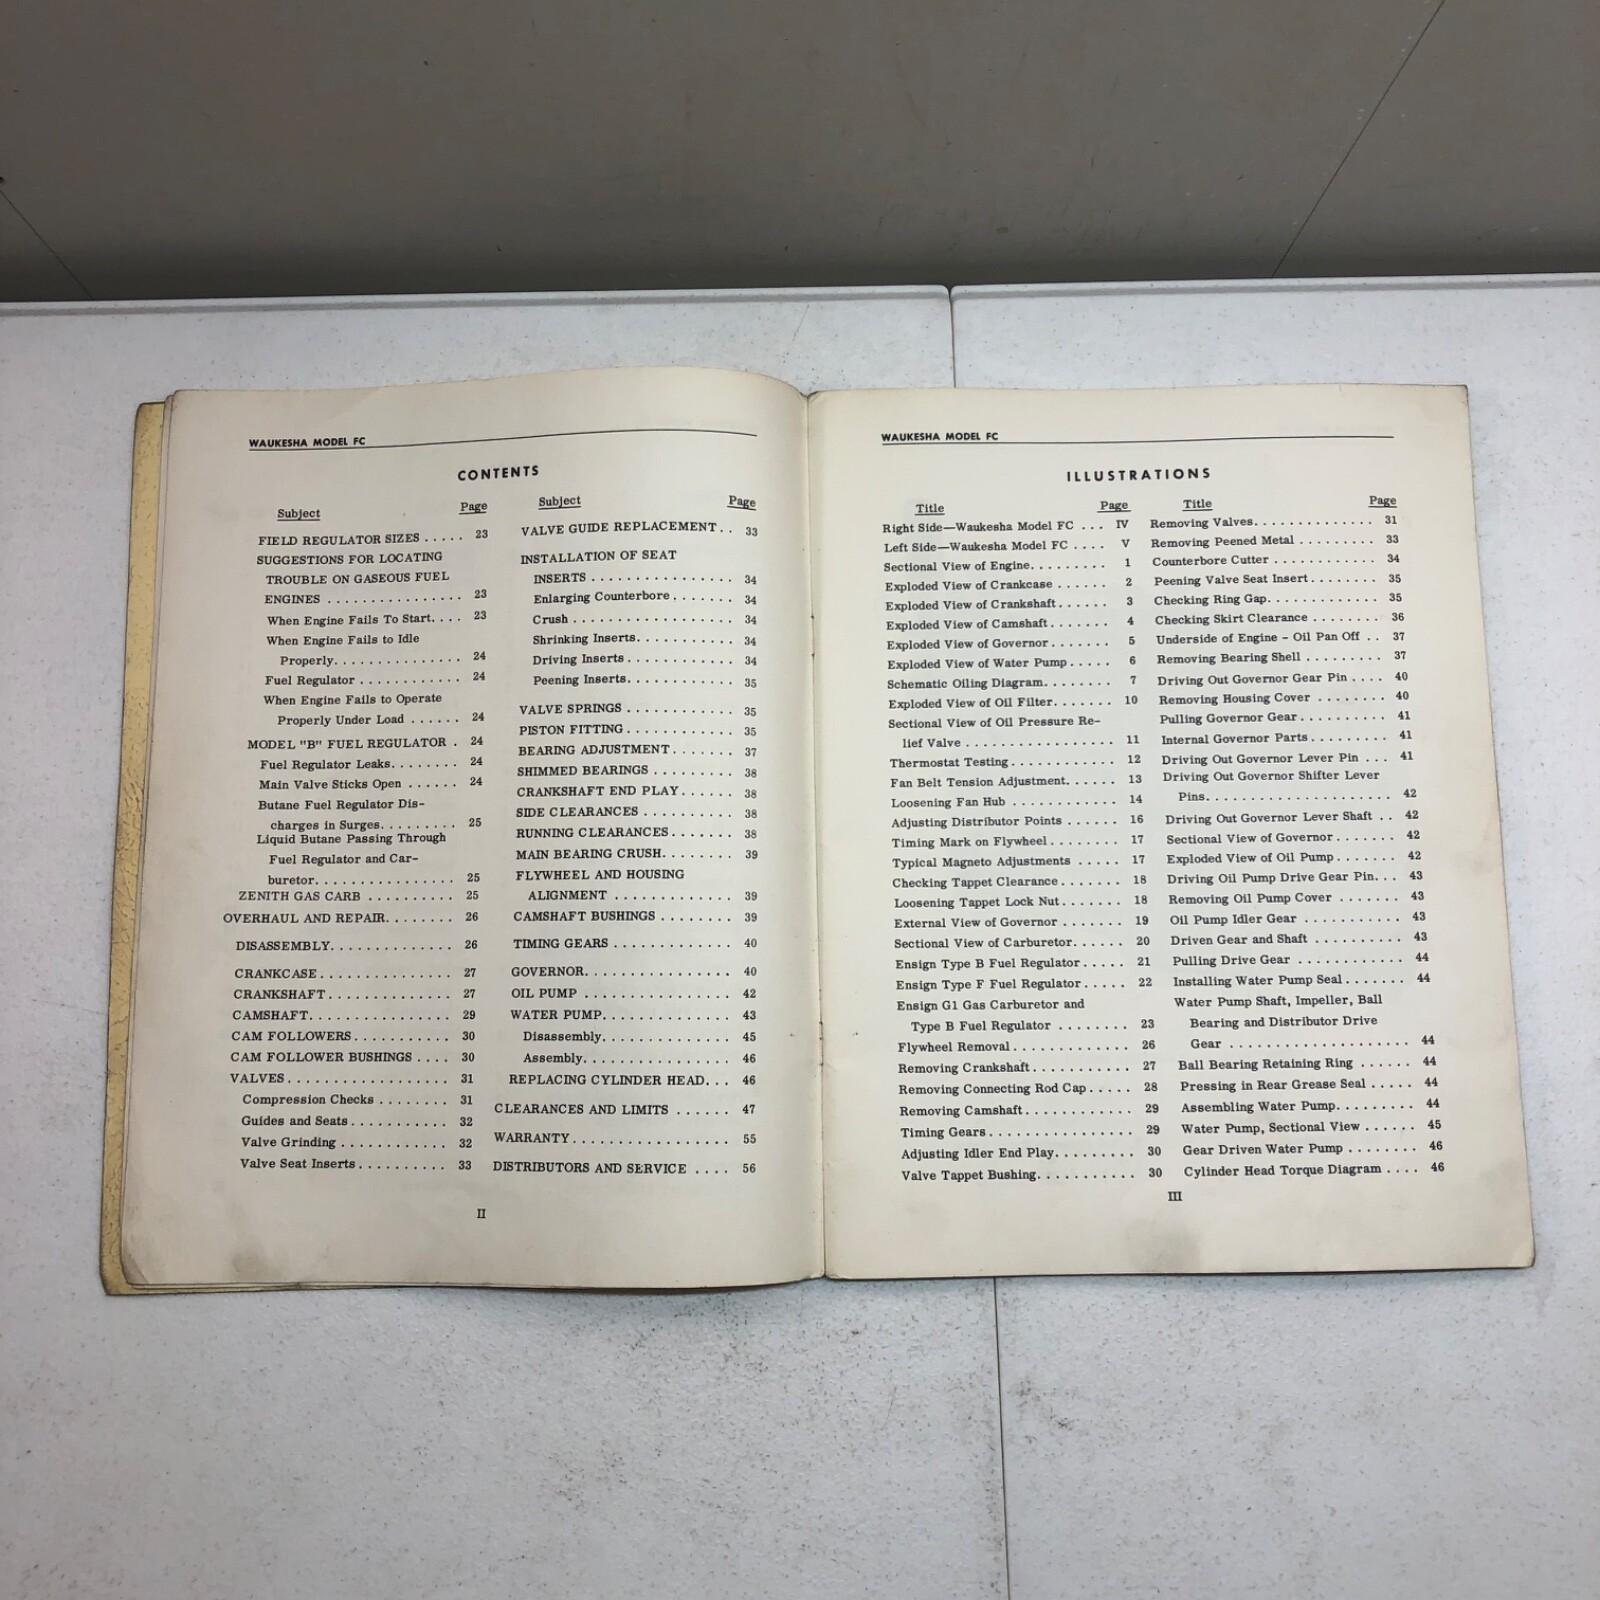 WAUKESHA MODEL FC
CONTENTS
Subject Page
FIELD REGULATOR SIZES ..... 23
SUGGESTIONS FOR LOCATING
TROUBLE ON GASEOUS FUEL
ENGINES ................ 23
When Engine Fails To Start.... 23
When Engine Fails to Idle
Properly............... 24
Fuel Regulator ............ 24
When Engine Fails to Operate
Properly Under Load ...... 24
MODEL "B" FUEL REGULATOR . 24
Fuel Regulator Leaks........ 24
Main Valve Sticks Open ...... 24
Butane Fuel Regulator Dis-
charges in Surges......... 25
Liquid Butane Passing Through
Fuel Regulator and Car-
buretor................ 25
ZENITH GAS CARB .......... 25
OVERHAUL AND REPAIR........ 26
DISASSEMBLY.............. 26
CRANKCASE............... 27
CRANKSHAFT.............. 27
CAMSHAFT................ 29
CAM FOLLOWERS........... 30
CAM FOLLOWER BUSHINGS .... 30
VALVES.................. 31
Compression Checks ........ 31
Guides and Seats........... 32
Valve Grinding ............ 32
Valve Seat Inserts.......... 33
Subject Page
VALVE GUIDE REPLACEMENT.. 33
INSTALLATION OF SEAT
INSERTS ................ 34
Enlarging Counterbore....... 34
Crush .................. 34
Shrinking Inserts........... 34
Driving Inserts ............ 34
Peening Inserts............ 35
VALVE SPRINGS ............ 35
PISTON FITTING............ 35
BEARING ADJUSTMENT....... 37
SHIMMED BEARINGS ......... 38
CRANKSHAFT END PLAY...... 38
SIDE CLEARANCES .......... 38
RUNNING CLEARANCES....... 38
MAIN BEARING CRUSH........ 39
FLYWHEEL AND HOUSING
ALIGNMENT ............. 39
CAMSHAFT BUSHINGS ........ 39
TIMING GEARS ............. 40
GOVERNOR................ 40
OIL PUMP ................ 42
WATER PUMP.............. 43
Disassembly.............. 45
Assembly................ 46
REPLACING CYLINDER HEAD... 46
CLEARANCES AND LIMITS ...... 47
WARRANTY................. 55
DISTRIBUTORS AND SERVICE .... 56
II
WAUKESHA MODEL FC
ILLUSTRATIONS
Title Page
Right Side—Waukesha Model FC ... IV
Left Side—Waukesha Model FC .... V
Sectional View of Engine......... 1
Exploded View of Crankcase ...... 2
Exploded View of Crankshaft...... 3
Exploded View of Camshaft....... 4
Exploded View of Governor....... 5
Exploded View of Water Pump..... 6
Schematic Oiling Diagram........ 7
Exploded View of Oil Filter....... 10
Sectional View of Oil Pressure Re-
lief Valve ................. 11
Thermostat Testing............ 12
Fan Belt Tension Adjustment...... 13
Loosening Fan Hub ............ 14
Adjusting Distributor Points ...... 16
Timing Mark on Flywheel........ 17
Typical Magneto Adjustments ..... 17
Checking Tappet Clearance....... 18
Loosening Tappet Lock Nut....... 18
External View of Governor ....... 19
Sectional View of Carburetor...... 20
Ensign Type B Fuel Regulator..... 21
Ensign Type F Fuel Regulator..... 22
Ensign G1 Gas Carburetor and
Type B Fuel Regulator ........ 23
Flywheel Removal............. 26
Removing Crankshaft........... 27
Removing Connecting Rod Cap..... 28
Removing Camshaft............ 29
Timing Gears................ 29
Adjusting Idler End Play......... 30
Valve Tappet Bushing........... 30
Title Page
Removing Valves.............. 31
Removing Peened Metal ......... 33
Counterbore Cutter ............ 34
Peening Valve Seat Insert........ 35
Checking Ring Gap............. 35
Checking Skirt Clearance ........ 36
Underside of Engine - Oil Pan Off .. 37
Removing Bearing Shell ......... 37
Driving Out Governor Gear Pin .... 40
Removing Housing Cover ........ 40
Pulling Governor Gear.......... 41
Internal Governor Parts......... 41
Driving Out Governor Lever Pin ... 41
Driving Out Governor Shifter Lever
Pins..................... 42
Driving Out Governor Lever Shaft .. 42
Sectional View of Governor....... 42
Exploded View of Oil Pump....... 42
Driving Oil Pump Drive Gear Pin... 43
Removing Oil Pump Cover ....... 43
Oil Pump Idler Gear ........... 43
Driven Gear and Shaft .......... 43
Pulling Drive Gear ............ 44
Installing Water Pump Seal....... 44
Water Pump Shaft, Impeller, Ball
Bearing and Distributor Drive
Gear .................... 44
Ball Bearing Retaining Ring ...... 44
Pressing in Rear Grease Seal ..... 44
Assembling Water Pump......... 44
Water Pump, Sectional View ...... 45
Gear Driven Water Pump ........ 46
Cylinder Head Torque Diagram .... 46
III